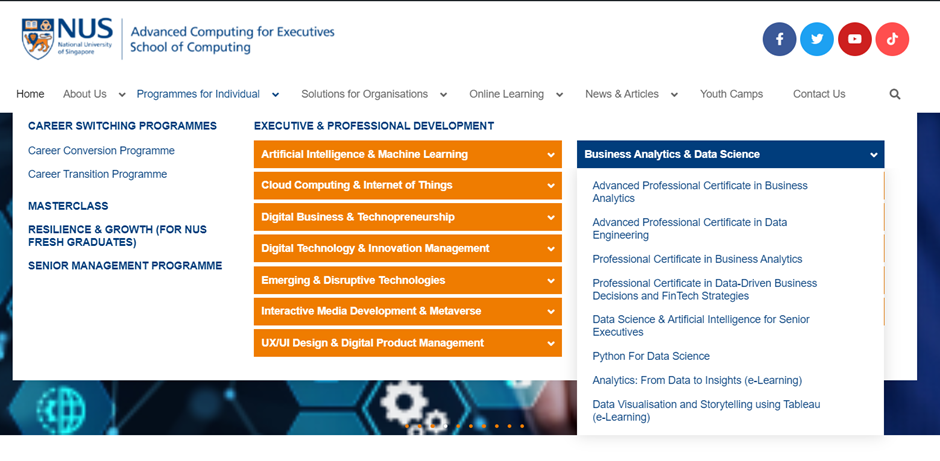 NUS
National University
of Singapore
Advanced Computing for Executives
School of Computing
Home
About Us
Programmes for Individual
Solutions for Organisations
Online Learning
News & Articles
Youth Camps
Contact Us
CAREER SWITCHING PROGRAMMES
Career Conversion Programme
Career Transition Programme
MASTERCLASS
RESILIENCE & GROWTH (FOR NUS
FRESH GRADUATES)
SENIOR MANAGEMENT PROGRAMME
EXECUTIVE & PROFESSIONAL DEVELOPMENT
Artificial Intelligence & Machine Learning
Cloud Computing & Internet of Things
Digital Business & Technopreneurship
Digital Technology & Innovation Management
Emerging & Disruptive Technologies
Interactive Media Development & Metaverse
UX/UI Design & Digital Product Management
Business Analytics & Data Science
Advanced Professional Certificate in Business
Analytics
Advanced Professional Certificate in Data
Engineering
Professional Certificate in Business Analytics
Professional Certificate in Data-Driven Business
Decisions and FinTech Strategies
Data Science & Artificial Intelligence for Senior
Executives
Python For Data Science
Analytics: From Data to Insights (e-Learning)
Data Visualisation and Storytelling using Tableau
(e-Learning)